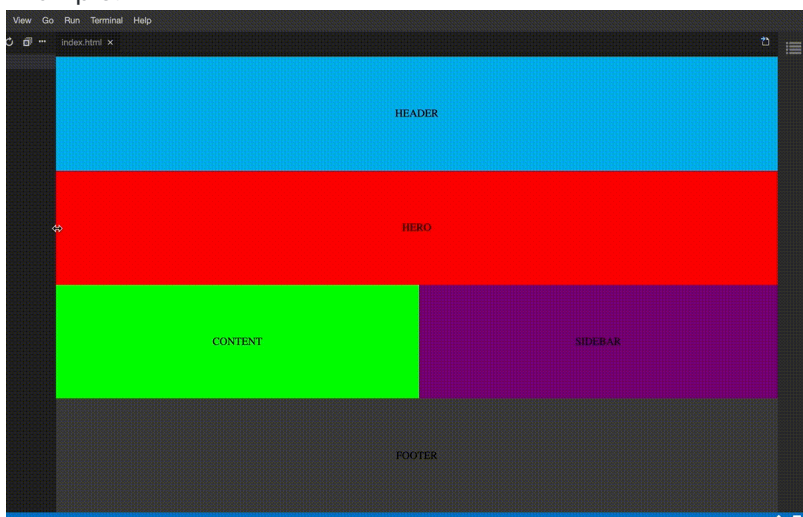 View Go Run Terminal Help
index.html
HEADER
HERO
CONTENT SIDEBAR
FOOTER